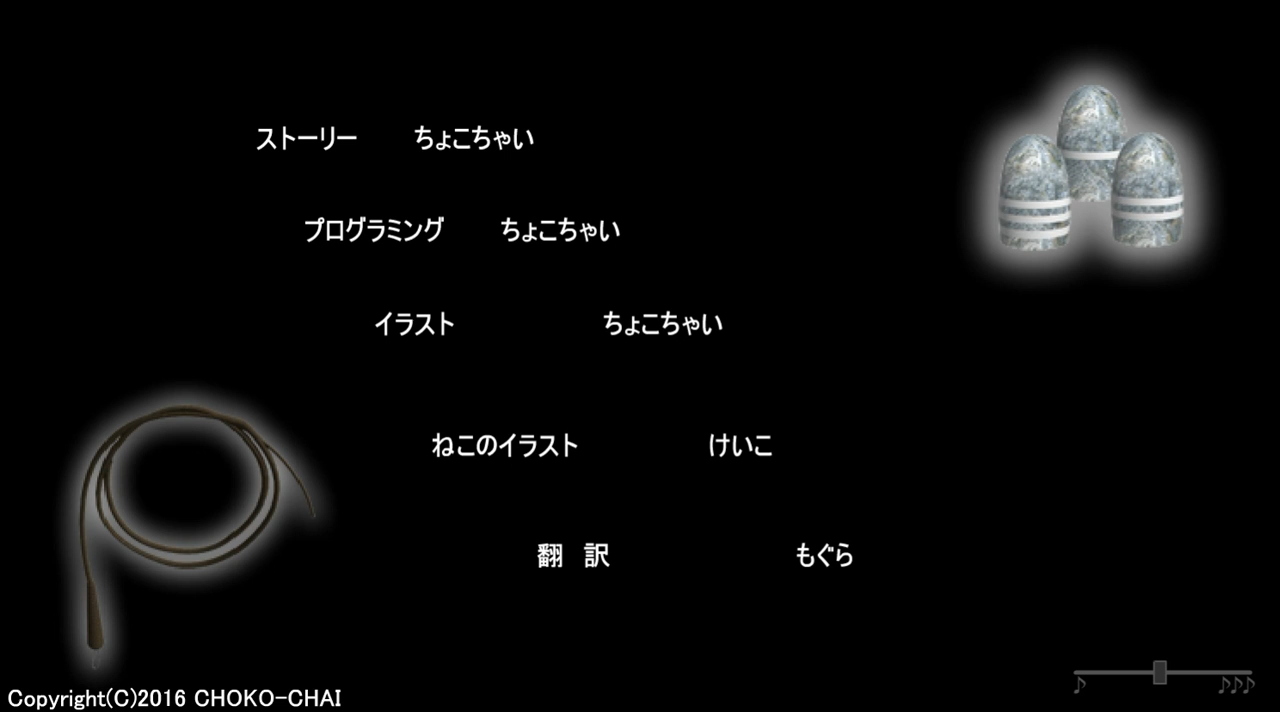 ストーリー ちょこちゃい
プログラミング ちょこちゃい
イラスト ちょこちゃい
ねこのイラスト けいこ
翻 訳 もぐら
Copyright(C)2016 CHOKO-CHAI